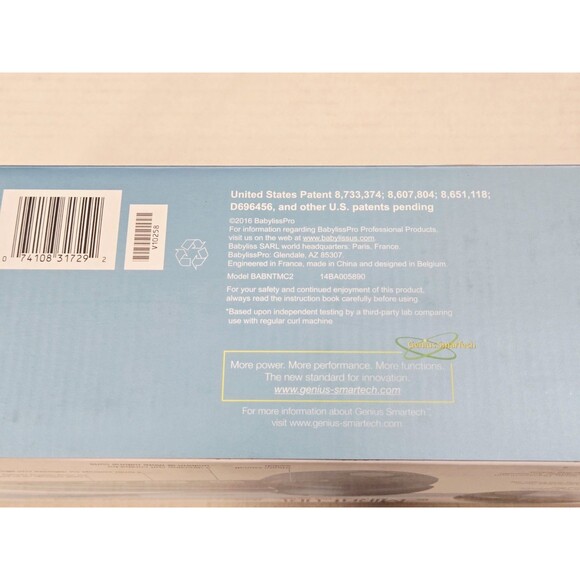 0 74108 31729 2
V10258
United States Patent 8,733,374; 8,607,804; 8,651,118;
D696456, and other U.S. patents pending
©2016 BabylissPro
For information regarding BabylissPro Professional Products,
visit us on the web at www.babylissus.com
Babyliss SARL world headquarters: Paris, France.
BabylissPro: Glendale, AZ 85307,
Engineered in France, made in China and designed in Belgium.
Model BABNTMC2 14BA005890
For your safety and continued enjoyment of this product,
always read the instruction book carefully before using.
*Based upon independent testing by a third-party lab comparing
use with regular curl machine.
Genius SmarTech
More power. More performance. More functions.
The new standard for innovation.
www.genius-smartech.com
For more information about Genius Smartech™,
visit www.genius-smartech.com.